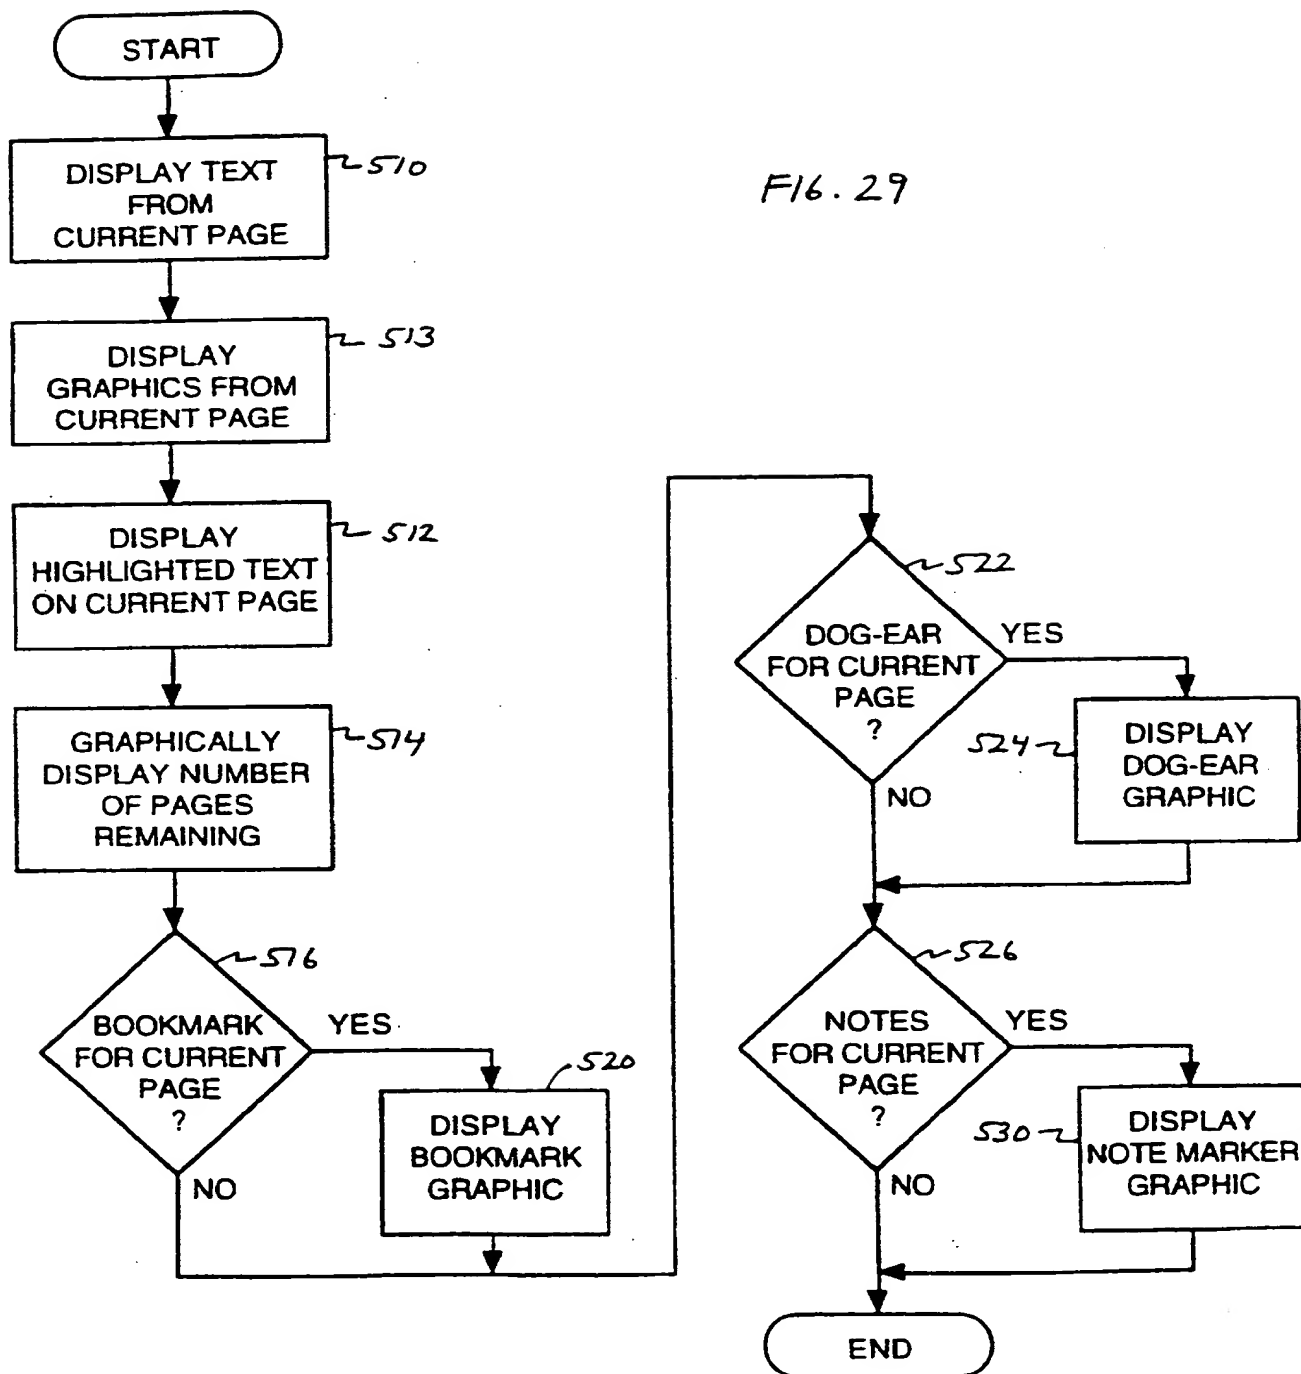 START
DISPLAY TEXT
FROM
CURRENT PAGE
510
FIG. 29
DISPLAY
GRAPHICS FROM
CURRENT PAGE
513
DISPLAY
HIGHLIGHTED TEXT
ON CURRENT PAGE
512
GRAPHICALLY
DISPLAY NUMBER
OF PAGES
REMAINING
514
BOOKMARK
FOR CURRENT
PAGE
?
516
YES
NO
DISPLAY
BOOKMARK
GRAPHIC
520
DOG-EAR
FOR CURRENT
PAGE
?
522
YES
NO
524
DISPLAY
DOG-EAR
GRAPHIC
NOTES
FOR CURRENT
PAGE
?
526
YES
NO
530
DISPLAY
NOTE MARKER
GRAPHIC
END